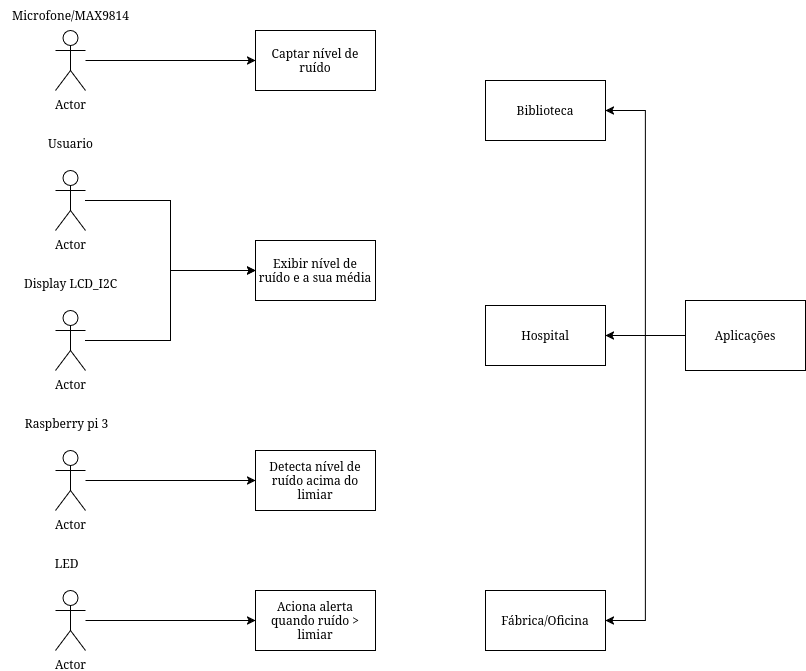 Microfone/MAX9814
Actor
Captar nível de
ruído
Usuario
Actor
Display LCD_I2C
Actor
Exibir nível de
ruído e a sua média
Raspberry pi 3
Actor
Detecta nível de
ruído acima do
limiar
LED
Actor
Aciona alerta
quando ruído >
limiar
Biblioteca
Hospital
Aplicações
Fábrica/Oficina